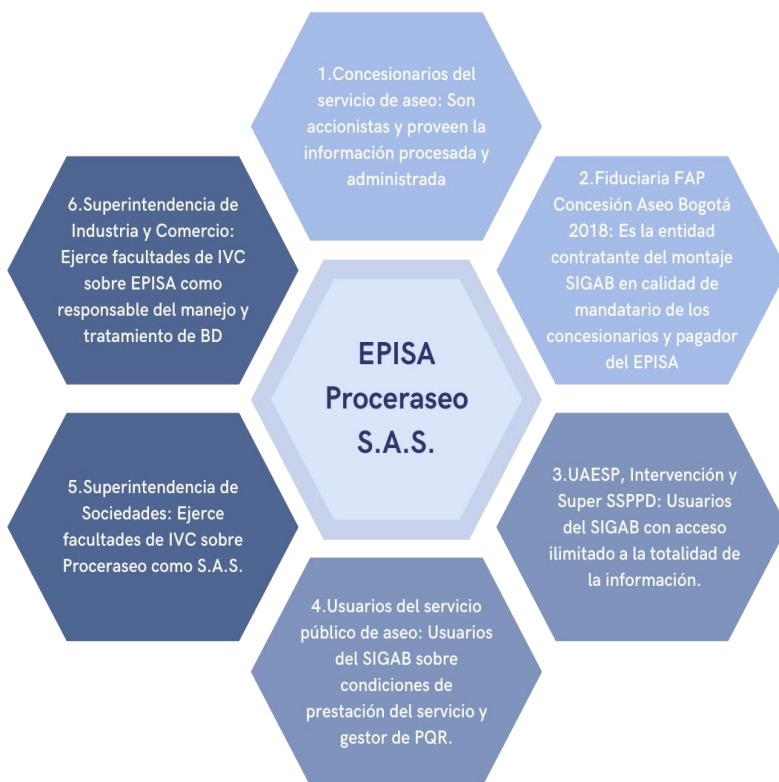 1.Concesionarios del
servicio de aseo: Son
accionistas y proveen la
información procesada y
administrada
2.Fiduciaria FAP
Concesión Aseo Bogotá
2018: Es la entidad
contratante del montaje
SIGAB en calidad de
mandatario de los
concesionarios y pagador
del EPISA
3.UAESP, Intervención y
Super SSPPD: Usuarios
del SIGAB con acceso
ilimitado a la totalidad de
la información.
4.Usuarios del servicio
público de aseo: Usuarios
del SIGAB sobre
condiciones de
prestación del servicio y
gestor de PQR.
5.Superintendencia de
Sociedades: Ejerce
facultades de IVC sobre
Proceraseo como S.A.S.
6.Superintendencia de
Industria y Comercio:
Ejerce facultades de IVC
sobre EPISA como
responsable del manejo y
tratamiento de BD
EPISA
Proceraseo
S.A.S.